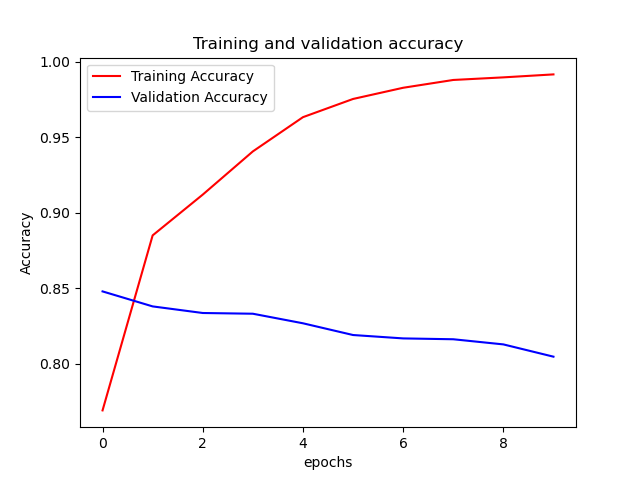 Training and validation accuracy
Training Accuracy
Validation Accuracy
1.00
0.95
0.90
0.85
0.80
Accuracy
0 2 4 6 8
epochs